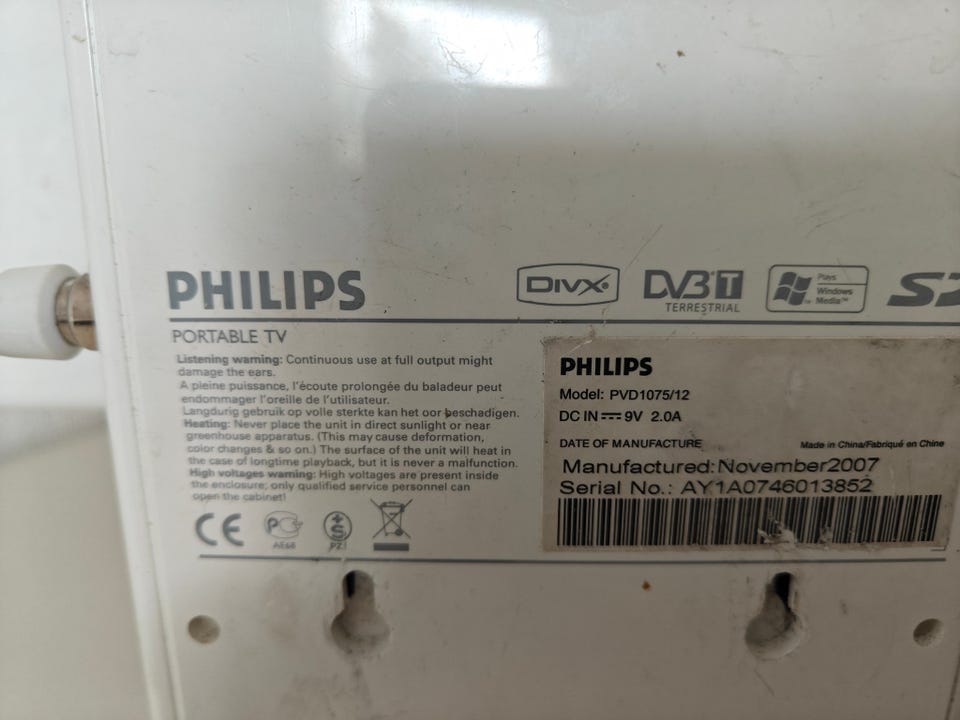 PHILIPS
DIVX
DVB T
TERRESTRIAL
Plays
Windows
Media™
PORTABLE TV
Listening warning: Continuous use at full output might
damage the ears.
A pleine puissance, l'écoute prolongée du baladeur peut
endommager l'oreille de l'utilisateur.
Langdurig gebruik op volle sterkte kan het oor beschadigen.
Heating: Never place the unit in direct sunlight or near
greenhouse apparatus. (This may cause deformation,
color changes & so on.) The surface of the unit will heat in
the case of longtime playback, but it is never a malfunction.
High voltages warning: High voltages are present inside
the enclosure; only qualified service personnel can
open the cabinet!
CE
AE68
PZ1
PHILIPS
Model: PVD1075/12
DC IN 9V 2.0A
DATE OF MANUFACTURE
Made in China/Fabriqué en Chine
Manufactured: November2007
Serial No.: AY1A0746013852